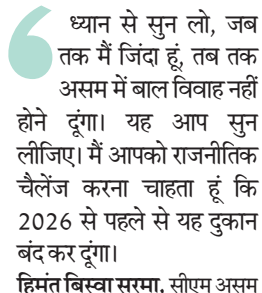 ध्यान से सुन लो, जब
तक मैं जिंदा हूं, तब तक
असम में बाल विवाह नहीं
होने दूंगा। यह आप सुन
लीजिए। मैं आपको राजनीतिक
चैलेंज करना चाहता हूं कि
2026 से पहले से यह दुकान
बंद कर दूंगा।
हिमंत बिस्वा सरमा, सीएम असम